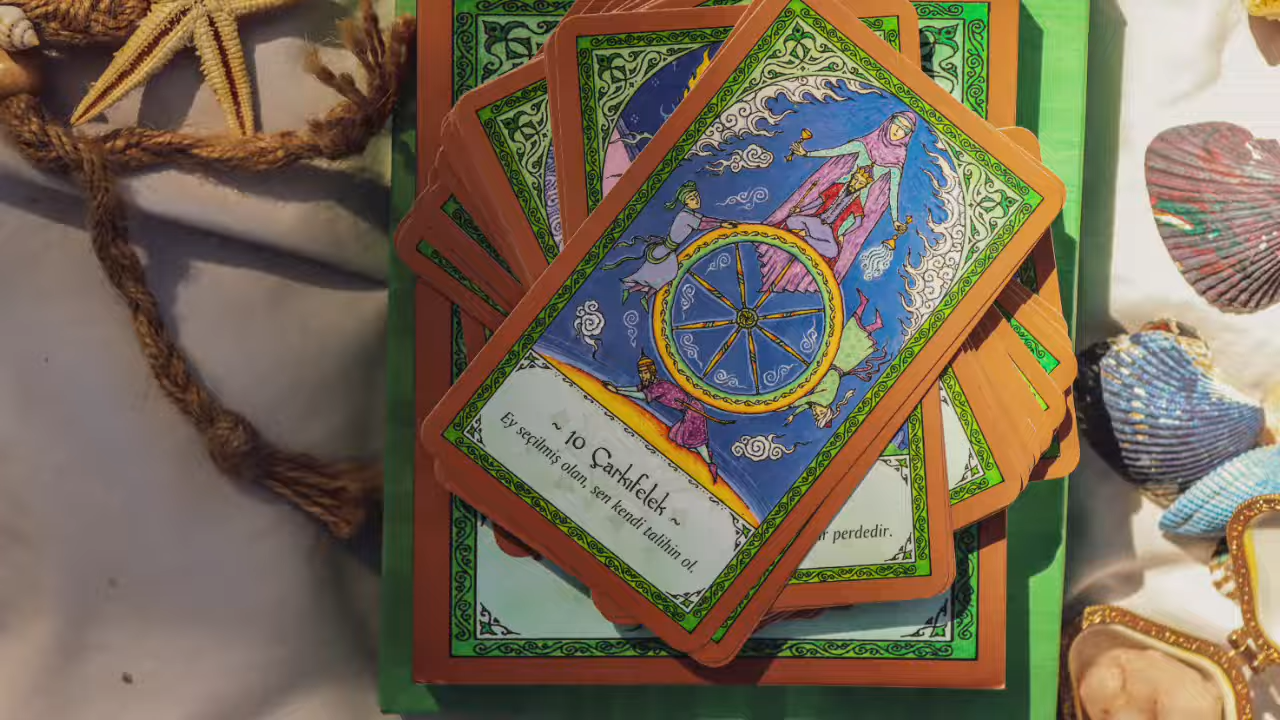 ~ 10 Çarkıfelek ~
Ey seçilmiş olan, sen kendi talihin ol.
perdedir.